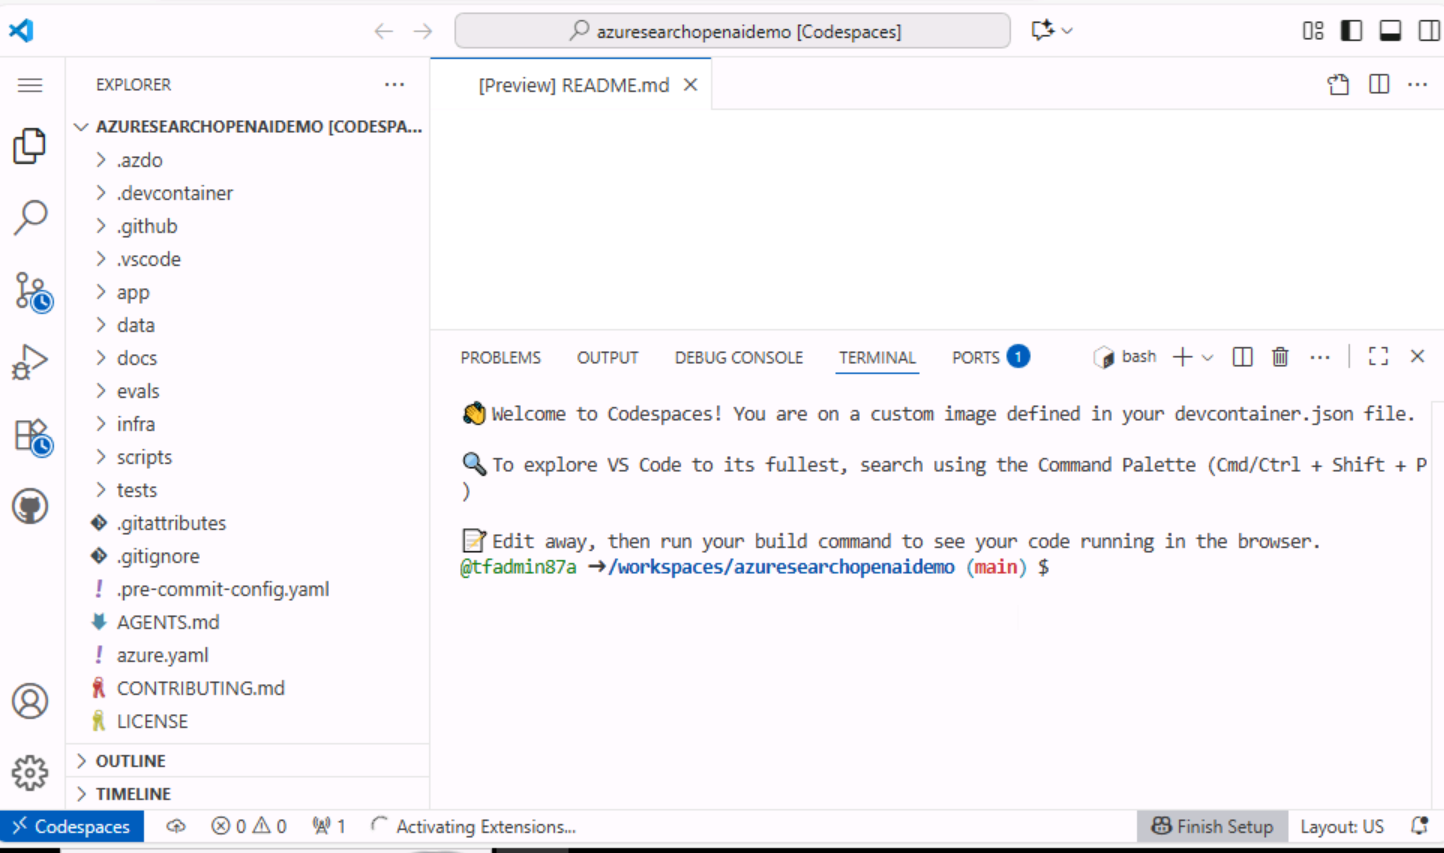 azuresearchopenaidemo [Codespaces]
EXPLORER
[Preview] README.md
AZURESEARCHOPENAIDEMO [CODESPA...
.azdo
.devcontainer
.github
.vscode
app
data
docs
evals
infra
scripts
tests
.gitattributes
.gitignore
.pre-commit-config.yaml
AGENTS.md
azure.yaml
CONTRIBUTING.md
LICENSE
OUTLINE
TIMELINE
PROBLEMS OUTPUT DEBUG CONSOLE TERMINAL PORTS 1 bash
👋 Welcome to Codespaces! You are on a custom image defined in your devcontainer.json file.
🔍 To explore VS Code to its fullest, search using the Command Palette (Cmd/Ctrl + Shift + P
)
📝 Edit away, then run your build command to see your code running in the browser.
@tfadmin87a ➜/workspaces/azuresearchopenaidemo (main) $
Codespaces 0 0 1 Activating Extensions... Finish Setup Layout: US